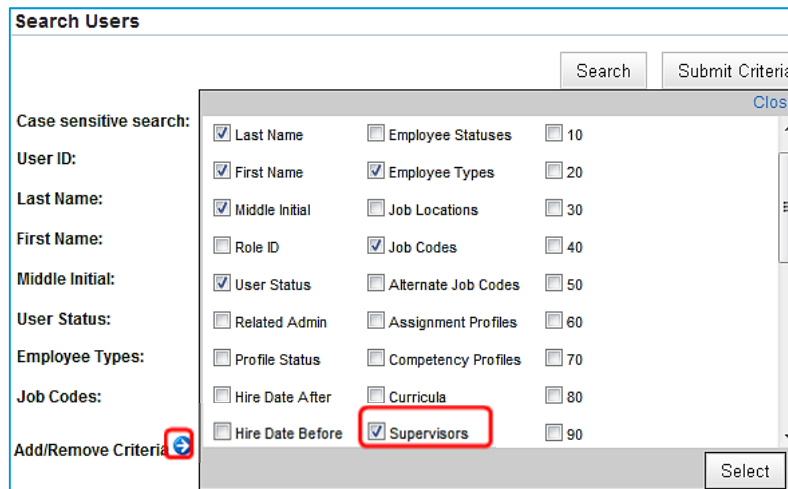 Search Users
Search Submit Criteria
Clos
Case sensitive search:
User ID:
Last Name:
First Name:
Middle Initial:
User Status:
Employee Types:
Job Codes:
Add/Remove Criteria
Last Name Employee Statuses 10
First Name Employee Types 20
Middle Initial Job Locations 30
Role ID Job Codes 40
User Status Alternate Job Codes 50
Related Admin Assignment Profiles 60
Profile Status Competency Profiles 70
Hire Date After Curricula 80
Hire Date Before Supervisors 90
Select